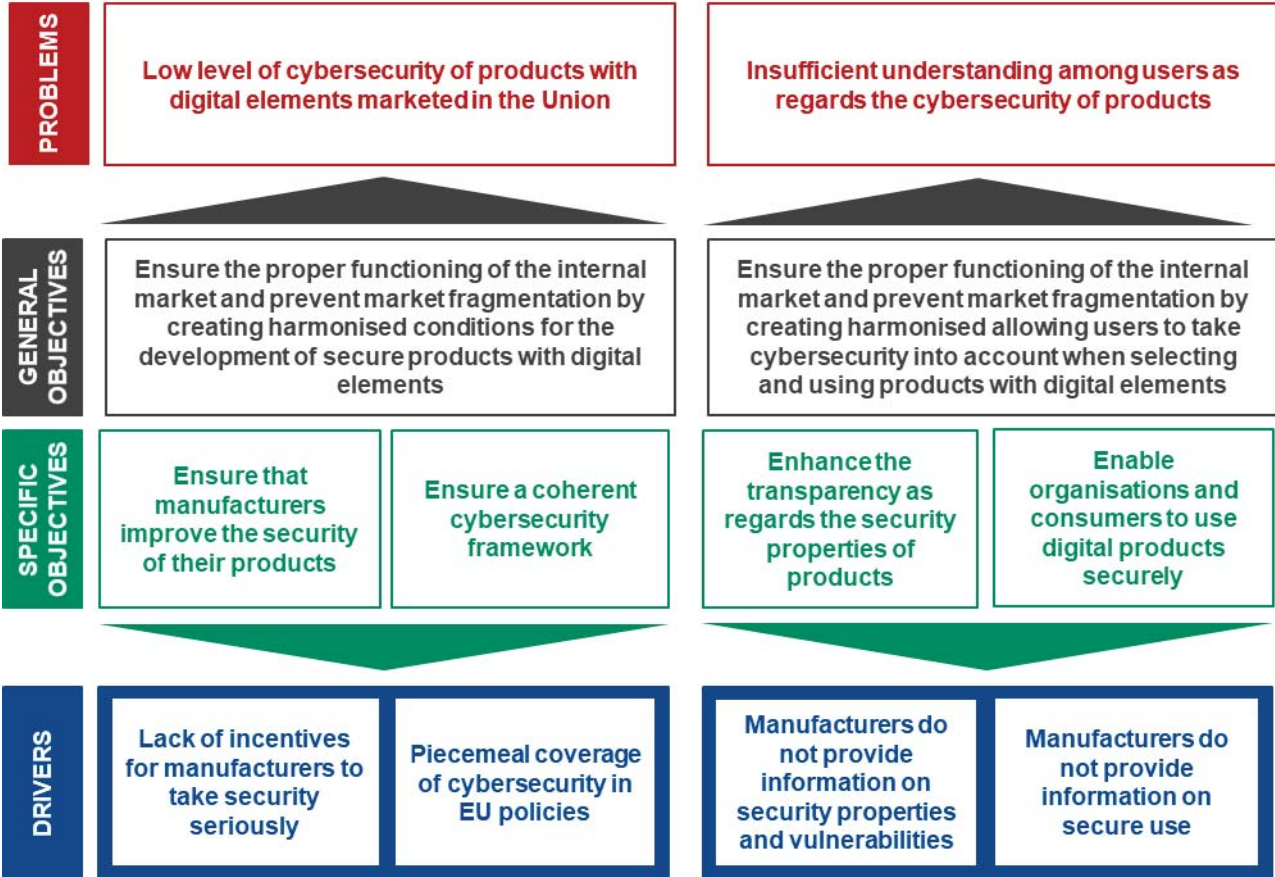 PROBLEMS
Low level of cybersecurity of products with
digital elements marketed in the Union
Insufficient understanding among users as
regards the cybersecurity of products
GENERAL
OBJECTIVES
Ensure the proper functioning of the internal
market and prevent market fragmentation by
creating harmonised conditions for the
development of secure products with digital
elements
Ensure the proper functioning of the internal
market and prevent market fragmentation by
creating harmonised allowing users to take
cybersecurity into account when selecting
and using products with digital elements
SPECIFIC
OBJECTIVES
Ensure that
manufacturers
improve the security
of their products
Ensure a coherent
cybersecurity
framework
Enhance the
transparency as
regards the security
properties of
products
Enable
organisations and
consumers to use
digital products
securely
DRIVERS
Lack of incentives
for manufacturers to
take security
seriously
Piecemeal coverage
of cybersecurity in
EU policies
Manufacturers do
not provide
information on
security properties
and vulnerabilities
Manufacturers do
not provide
information on
secure use